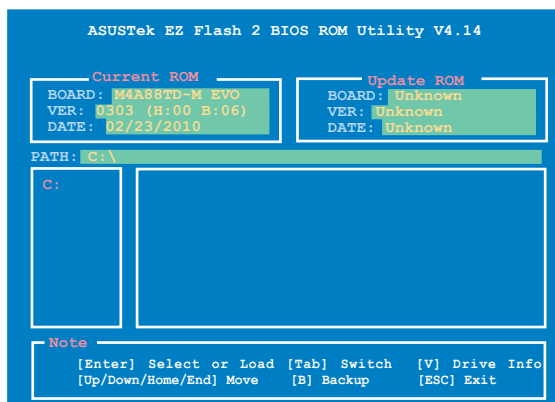 ASUSTek EZ Flash 2 BIOS ROM Utility V4.14
Current ROM
BOARD: M4A88TD-M EVO
VER: 0303 (H:00 B:06)
DATE: 02/23/2010
Update ROM
BOARD: Unknown
VER: Unknown
DATE: Unknown
PATH: C:\
C:
Note
[Enter] Select or Load [Tab] Switch [V] Drive Info
[Up/Down/Home/End] Move [B] Backup [ESC] Exit